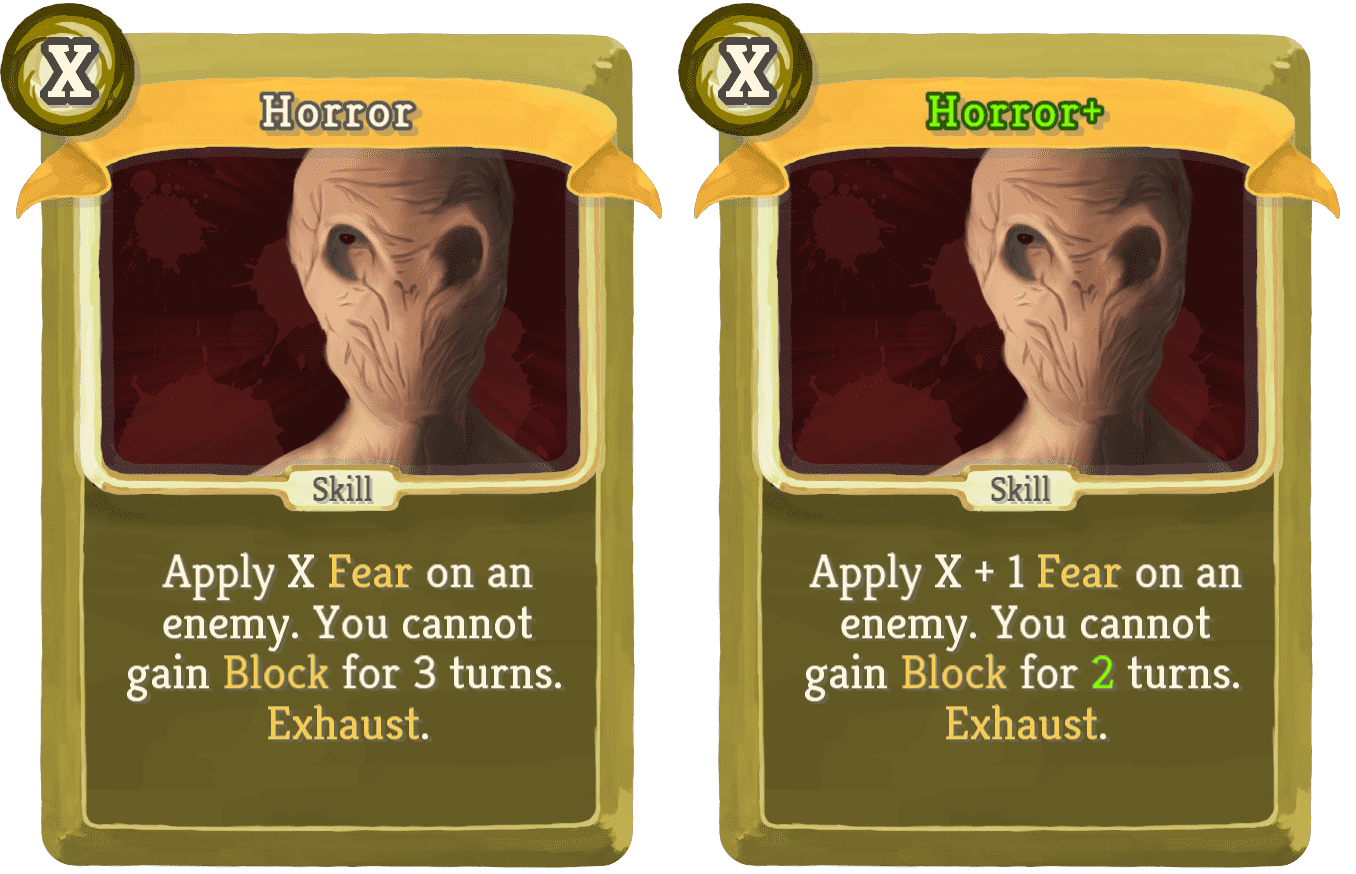 X
Horror
Skill
Apply X Fear on an
enemy. You cannot
gain Block for 3 turns.
Exhaust.
X
Horror+
Skill
Apply X + 1 Fear on an
enemy. You cannot
gain Block for 2 turns.
Exhaust.